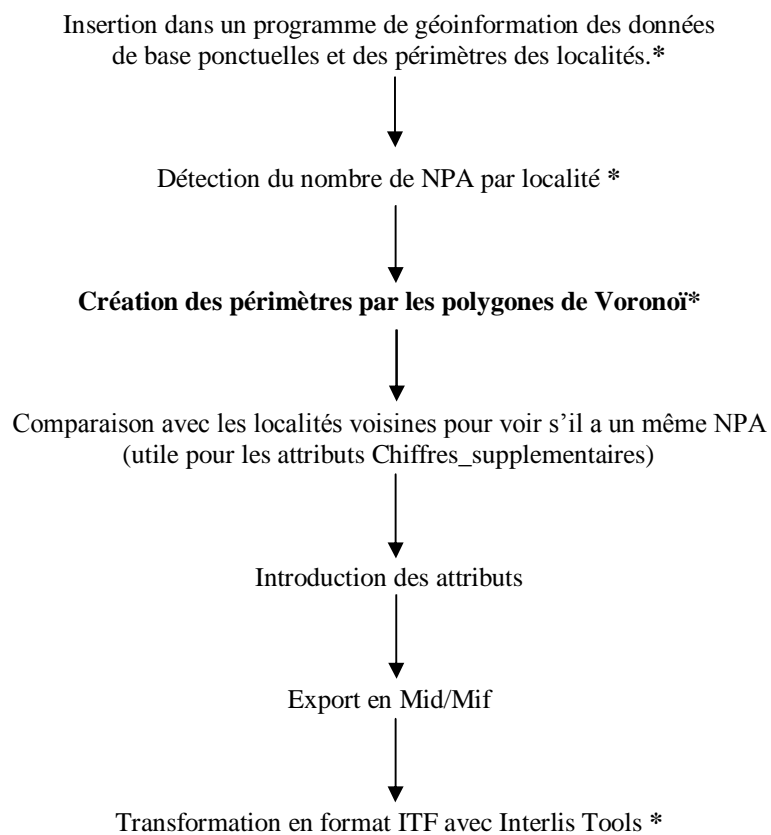 Insertion dans un programme de géoinformation des données
de base ponctuelles et des périmètres des localités.*
Détection du nombre de NPA par localité *
Création des périmètres par les polygones de Voronoï*
Comparaison avec les localités voisines pour voir s’il a un même NPA
(utile pour les attributs Chiffres_supplementaires)
Introduction des attributs
Export en Mid/Mif
Transformation en format ITF avec Interlis Tools *